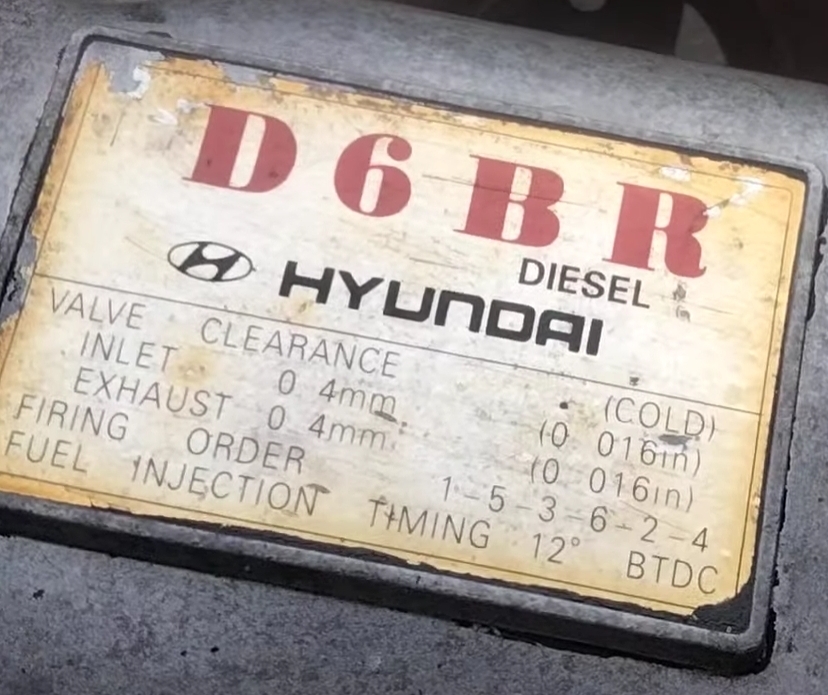 D6BR
DIESEL
HYUNDAI
VALVE CLEARANCE (COLD)
INLET 0 4mm (0 016in)
EXHAUST 0 4mm (0 016in)
FIRING ORDER 1-5-3-6-2-4
FUEL INJECTION TIMING 12° BTDC